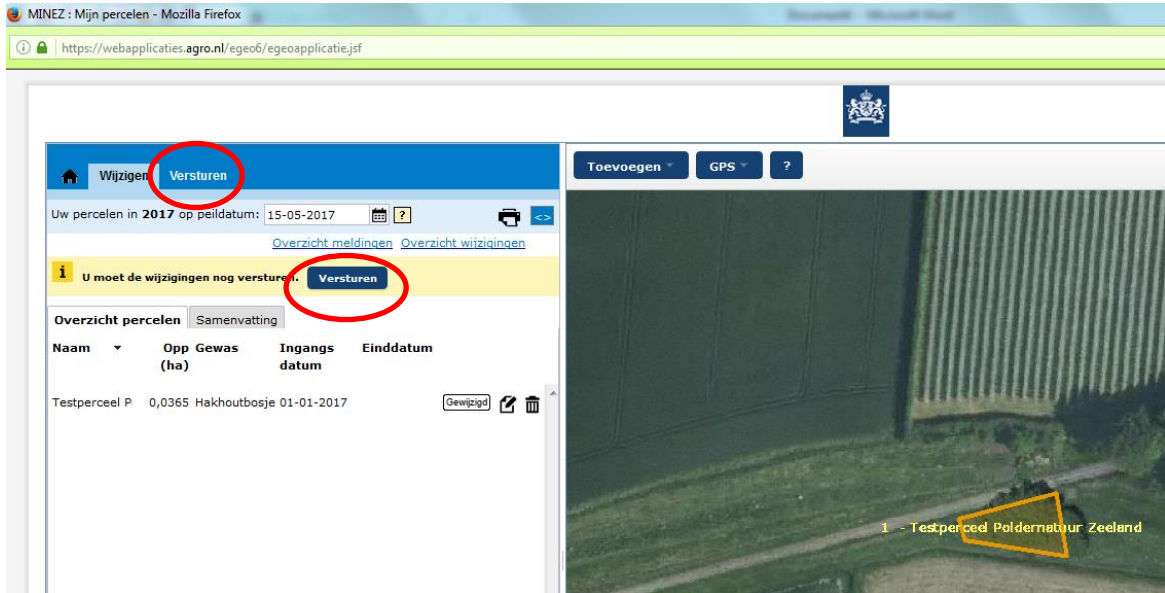 MINEZ : Mijn percelen - Mozilla Firefox
https://webapplicaties.agro.nl/egeo6/egeoapplicatie.jsf
Wijzigen Versturen
Uw percelen in 2017 op peildatum: 15-05-2017 ?
<>
Overzicht meldingen Overzicht wijzigingen
i U moet de wijzigingen nog versturen. Versturen
Overzicht percelen Samenvatting
Naam Opp (ha) Gewas Ingangs datum Einddatum
Testperceel P 0,0365 Hakhoutbosje 01-01-2017 Gewijzigd
Toevoegen GPS ?
1 - Testperceel Poldernatuur Zeeland